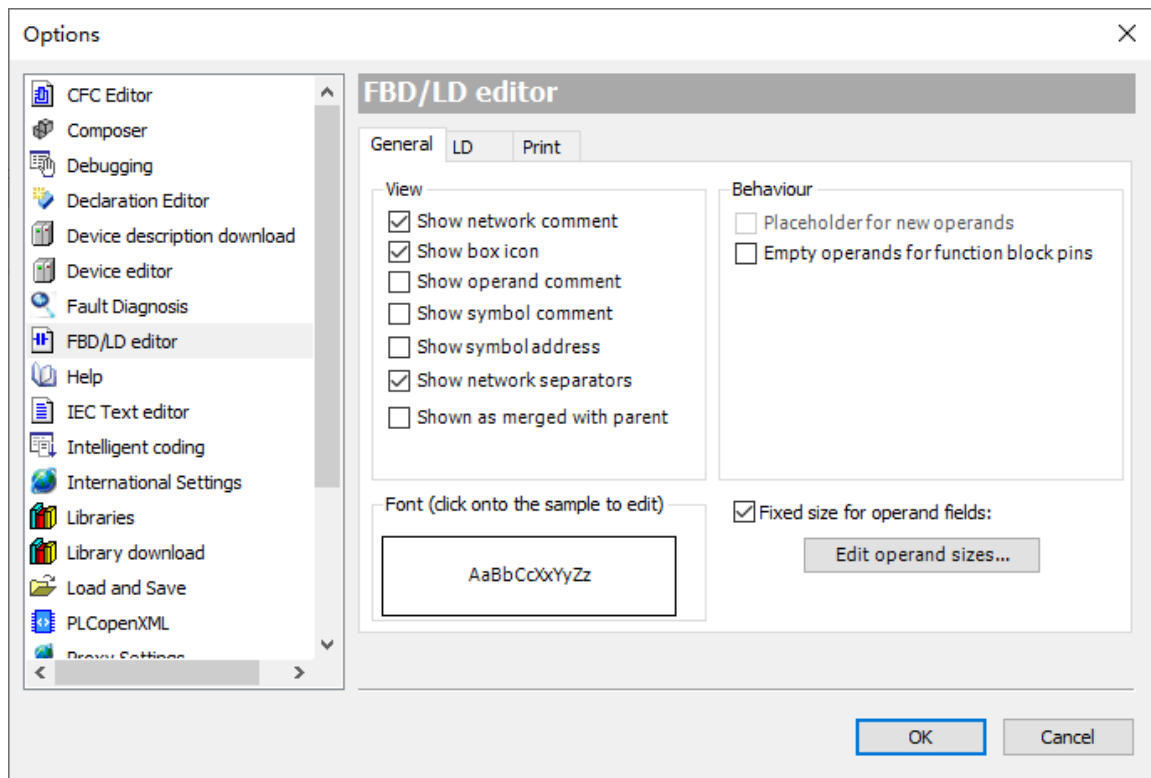 Options
CFC Editor
Composer
Debugging
Declaration Editor
Device description download
Device editor
Fault Diagnosis
FBD/LD editor
Help
IEC Text editor
Intelligent coding
International Settings
Libraries
Library download
Load and Save
PLCopenXML
Proxy Settings
FBD/LD editor
General LD Print
View
Show network comment
Show box icon
Show operand comment
Show symbol comment
Show symbol address
Show network separators
Shown as merged with parent
Behaviour
Placeholder for new operands
Empty operands for function block pins
Font (click onto the sample to edit)
AaBbCcXxYyZz
Fixed size for operand fields:
Edit operand sizes...
OK Cancel